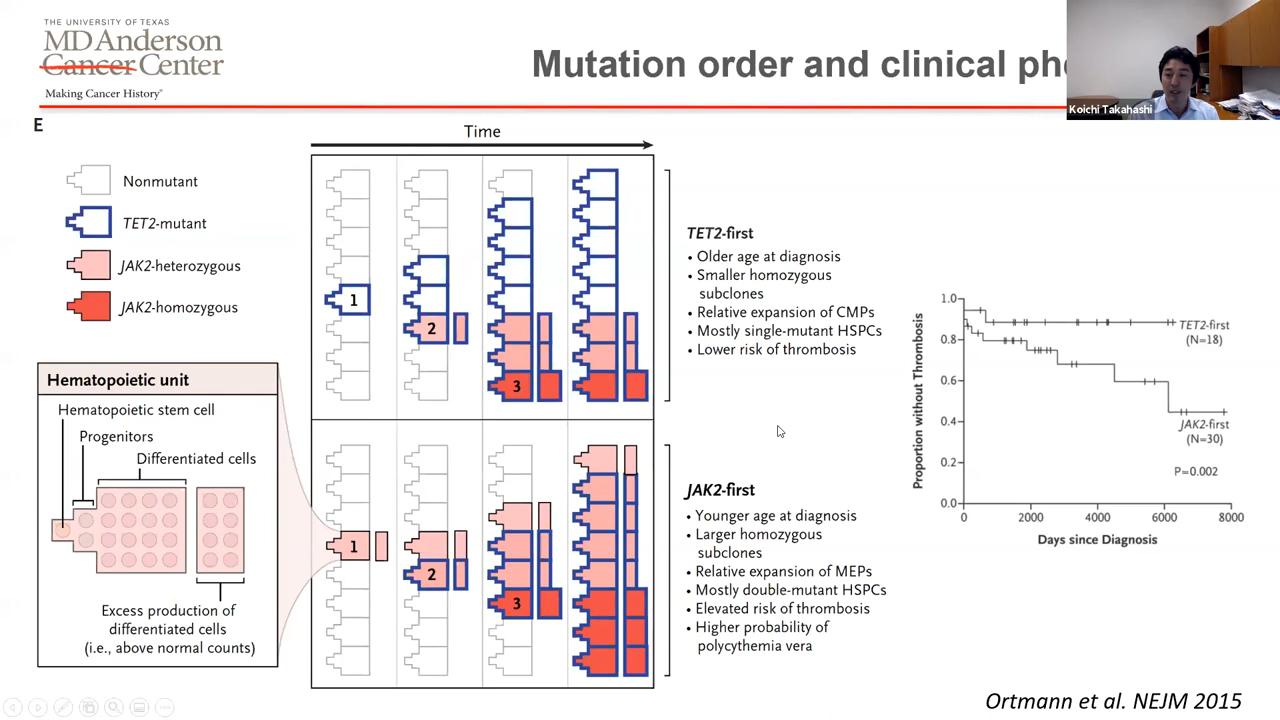 THE UNIVERSITY OF TEXAS
MD Anderson
Cancer Center
Making Cancer History®
Mutation order and clinical phe
Koichi Takahashi
E
Time
Nonmutant
TET2-mutant
JAK2-heterozygous
JAK2-homozygous
Hematopoietic unit
Hematopoietic stem cell
Progenitors
Differentiated cells
Excess production of
differentiated cells
(i.e., above normal counts)
1
2
3
1
2
3
TET2-first
• Older age at diagnosis
• Smaller homozygous
subclones
• Relative expansion of CMPs
• Mostly single-mutant HSPCs
• Lower risk of thrombosis
JAK2-first
• Younger age at diagnosis
• Larger homozygous
subclones
• Relative expansion of MEPs
• Mostly double-mutant HSPCs
• Elevated risk of thrombosis
• Higher probability of
polycythemia vera
Proportion without Thrombosis
1.0
0.8
0.6
0.4
0.2
0.0
0
2000
4000
6000
8000
Days since Diagnosis
TET2-first
(N=18)
JAK2-first
(N=30)
P=0.002
Ortmann et al. NEJM 2015